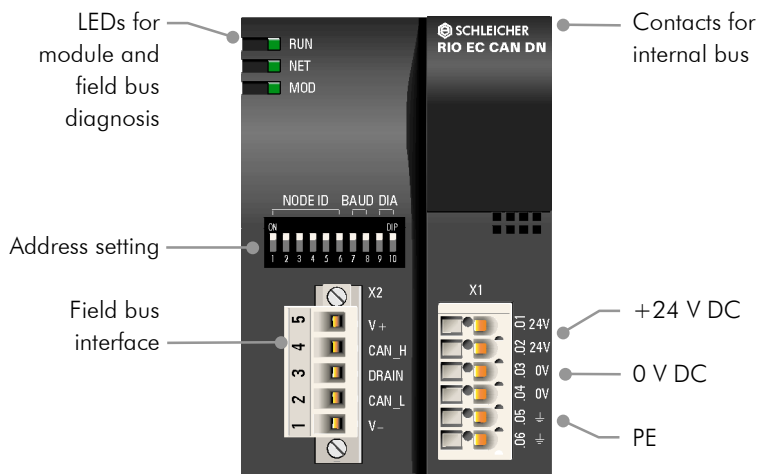 LEDs for
module and
field bus
diagnosis
RUN
NET
MOD
SCHLEICHER
RIO EC CAN DN
Contacts for
internal bus
NODE ID BAUD DIA
ON DIP
1 2 3 4 5 6 7 8 9 10
Address setting
Field bus
interface
X2
5 V+
4 CAN_H
3 DRAIN
2 CAN_L
1 V–
X1
.01 24V
.02 24V
.03 0V
.04 0V
.05
.06
+24 V DC
0 V DC
PE